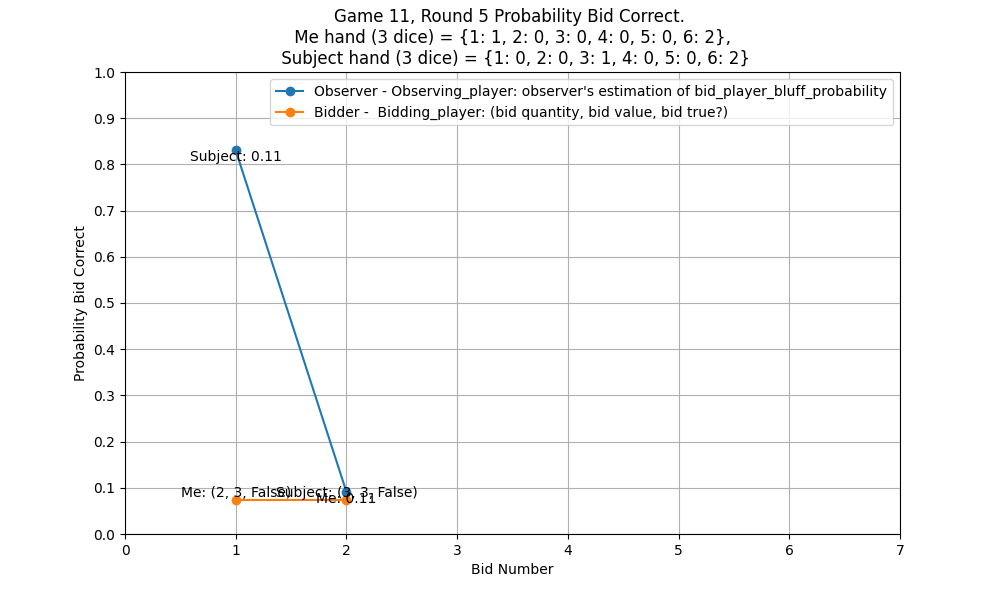 Game 11, Round 5 Probability Bid Correct.
Me hand (3 dice) = {1: 1, 2: 0, 3: 0, 4: 0, 5: 0, 6: 2},
Subject hand (3 dice) = {1: 0, 2: 0, 3: 1, 4: 0, 5: 0, 6: 2}
Observer - Observing_player: observer's estimation of bid_player_bluff_probability
Bidder -  Bidding_player: (bid quantity, bid value, bid true?)
Probability Bid Correct
1.0
0.9
0.8
0.7
0.6
0.5
0.4
0.3
0.2
0.1
0.0
Subject: 0.11
Me: (2, 3, False)
Subject: (3, 3, False)
Me: 0.11
0 1 2 3 4 5 6 7
Bid Number